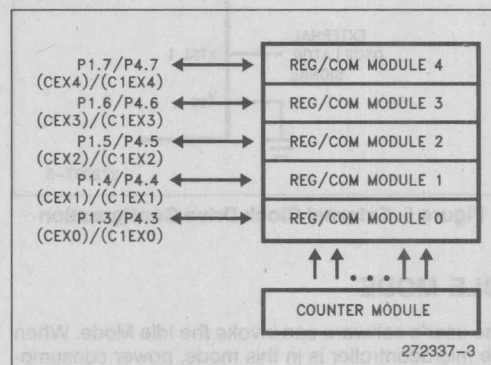 P1.7/P4.7 REG/COM MODULE 4
(CEX4)/(C1EX4)
P1.6/P4.6 REG/COM MODULE 3
(CEX3)/(C1EX3)
P1.5/P4.5 REG/COM MODULE 2
(CEX2)/(C1EX2)
P1.4/P4.4 REG/COM MODULE 1
(CEX1)/(C1EX1)
P1.3/P4.3 REG/COM MODULE 0
(CEX0)/(C1EX0)
COUNTER MODULE
272337-3